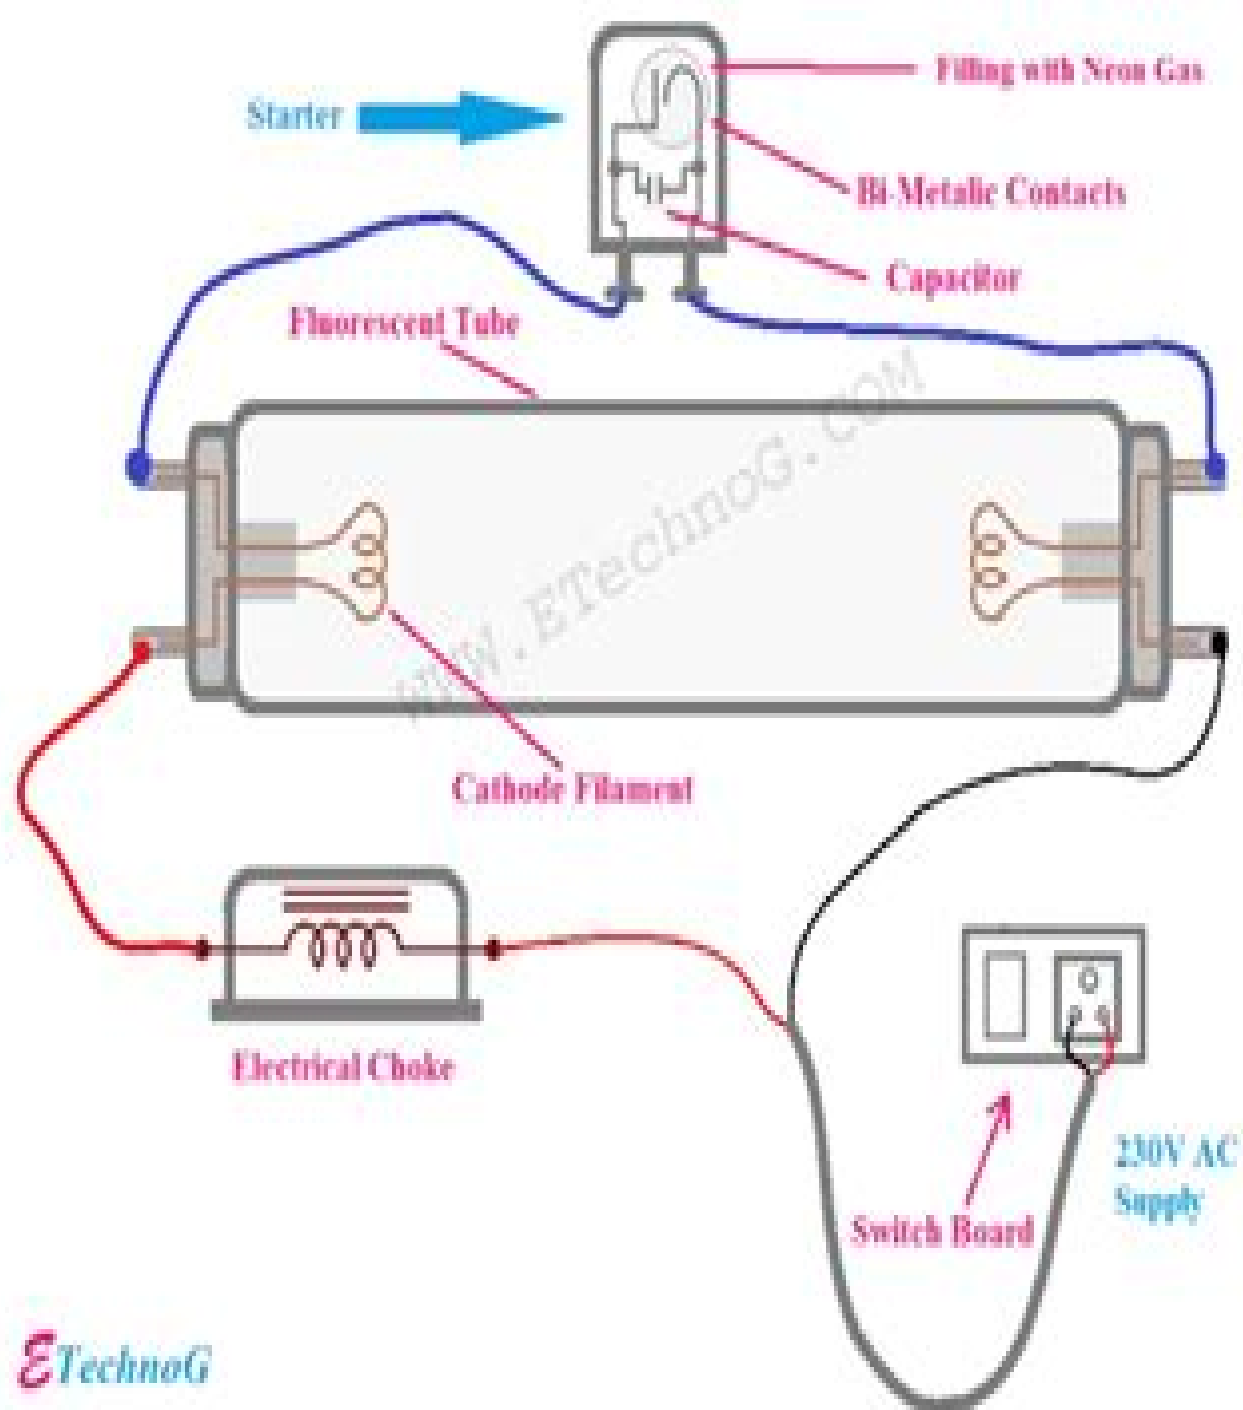 Filling with Neon Gas
Starter
Bi-Metalic Contacts
Capacitor
Fluorescent Tube
WWW.ETechnoG.COM
Cathode Filament
Electrical Choke
230V AC
Supply
Switch Board
ETechnoG